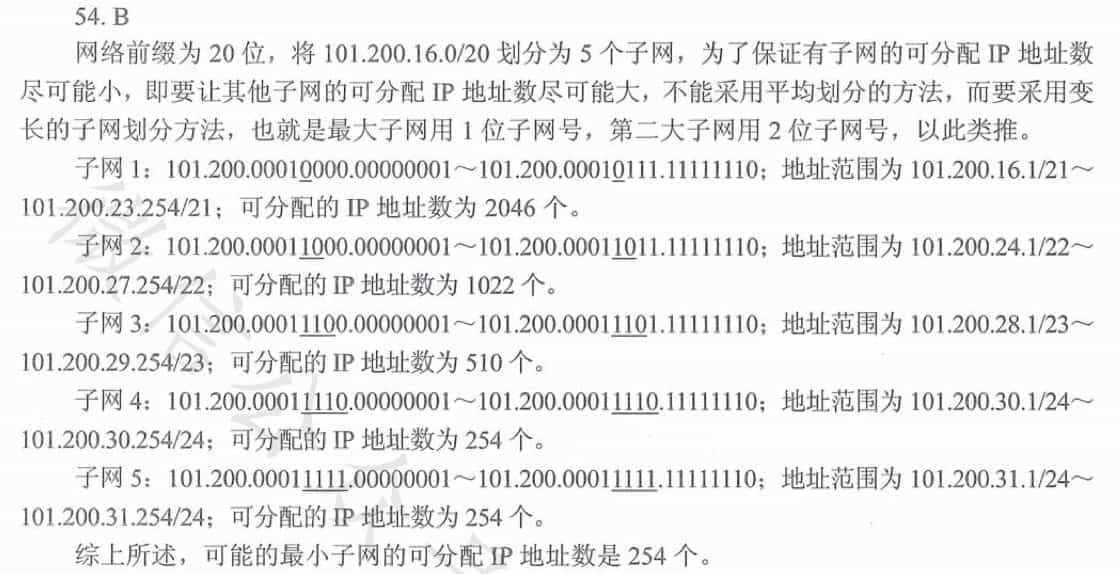 54. B
网络前缀为 20 位，将 101.200.16.0/20 划分为 5 个子网，为了保证有子网的可分配 IP 地址数
尽可能小，即要让其他子网的可分配 IP 地址数尽可能大，不能采用平均划分的方法，而要采用变
长的子网划分方法，也就是最大子网用 1 位子网号，第二大子网用 2 位子网号，以此类推。
子网 1：101.200.00010000.00000001～101.200.00010111.11111110；地址范围为 101.200.16.1/21～
101.200.23.254/21；可分配的 IP 地址数为 2046 个。
子网 2：101.200.00011000.00000001～101.200.00011011.11111110；地址范围为 101.200.24.1/22～
101.200.27.254/22；可分配的 IP 地址数为 1022 个。
子网 3：101.200.00011100.00000001～101.200.00011101.11111110；地址范围为 101.200.28.1/23～
101.200.29.254/23；可分配的 IP 地址数为 510 个。
子网 4：101.200.00011110.00000001～101.200.00011110.11111110；地址范围为 101.200.30.1/24～
101.200.30.254/24；可分配的 IP 地址数为 254 个。
子网 5：101.200.00011111.00000001～101.200.00011111.11111110；地址范围为 101.200.31.1/24～
101.200.31.254/24；可分配的 IP 地址数为 254 个。
综上所述，可能的最小子网的可分配 IP 地址数是 254 个。
微信公众